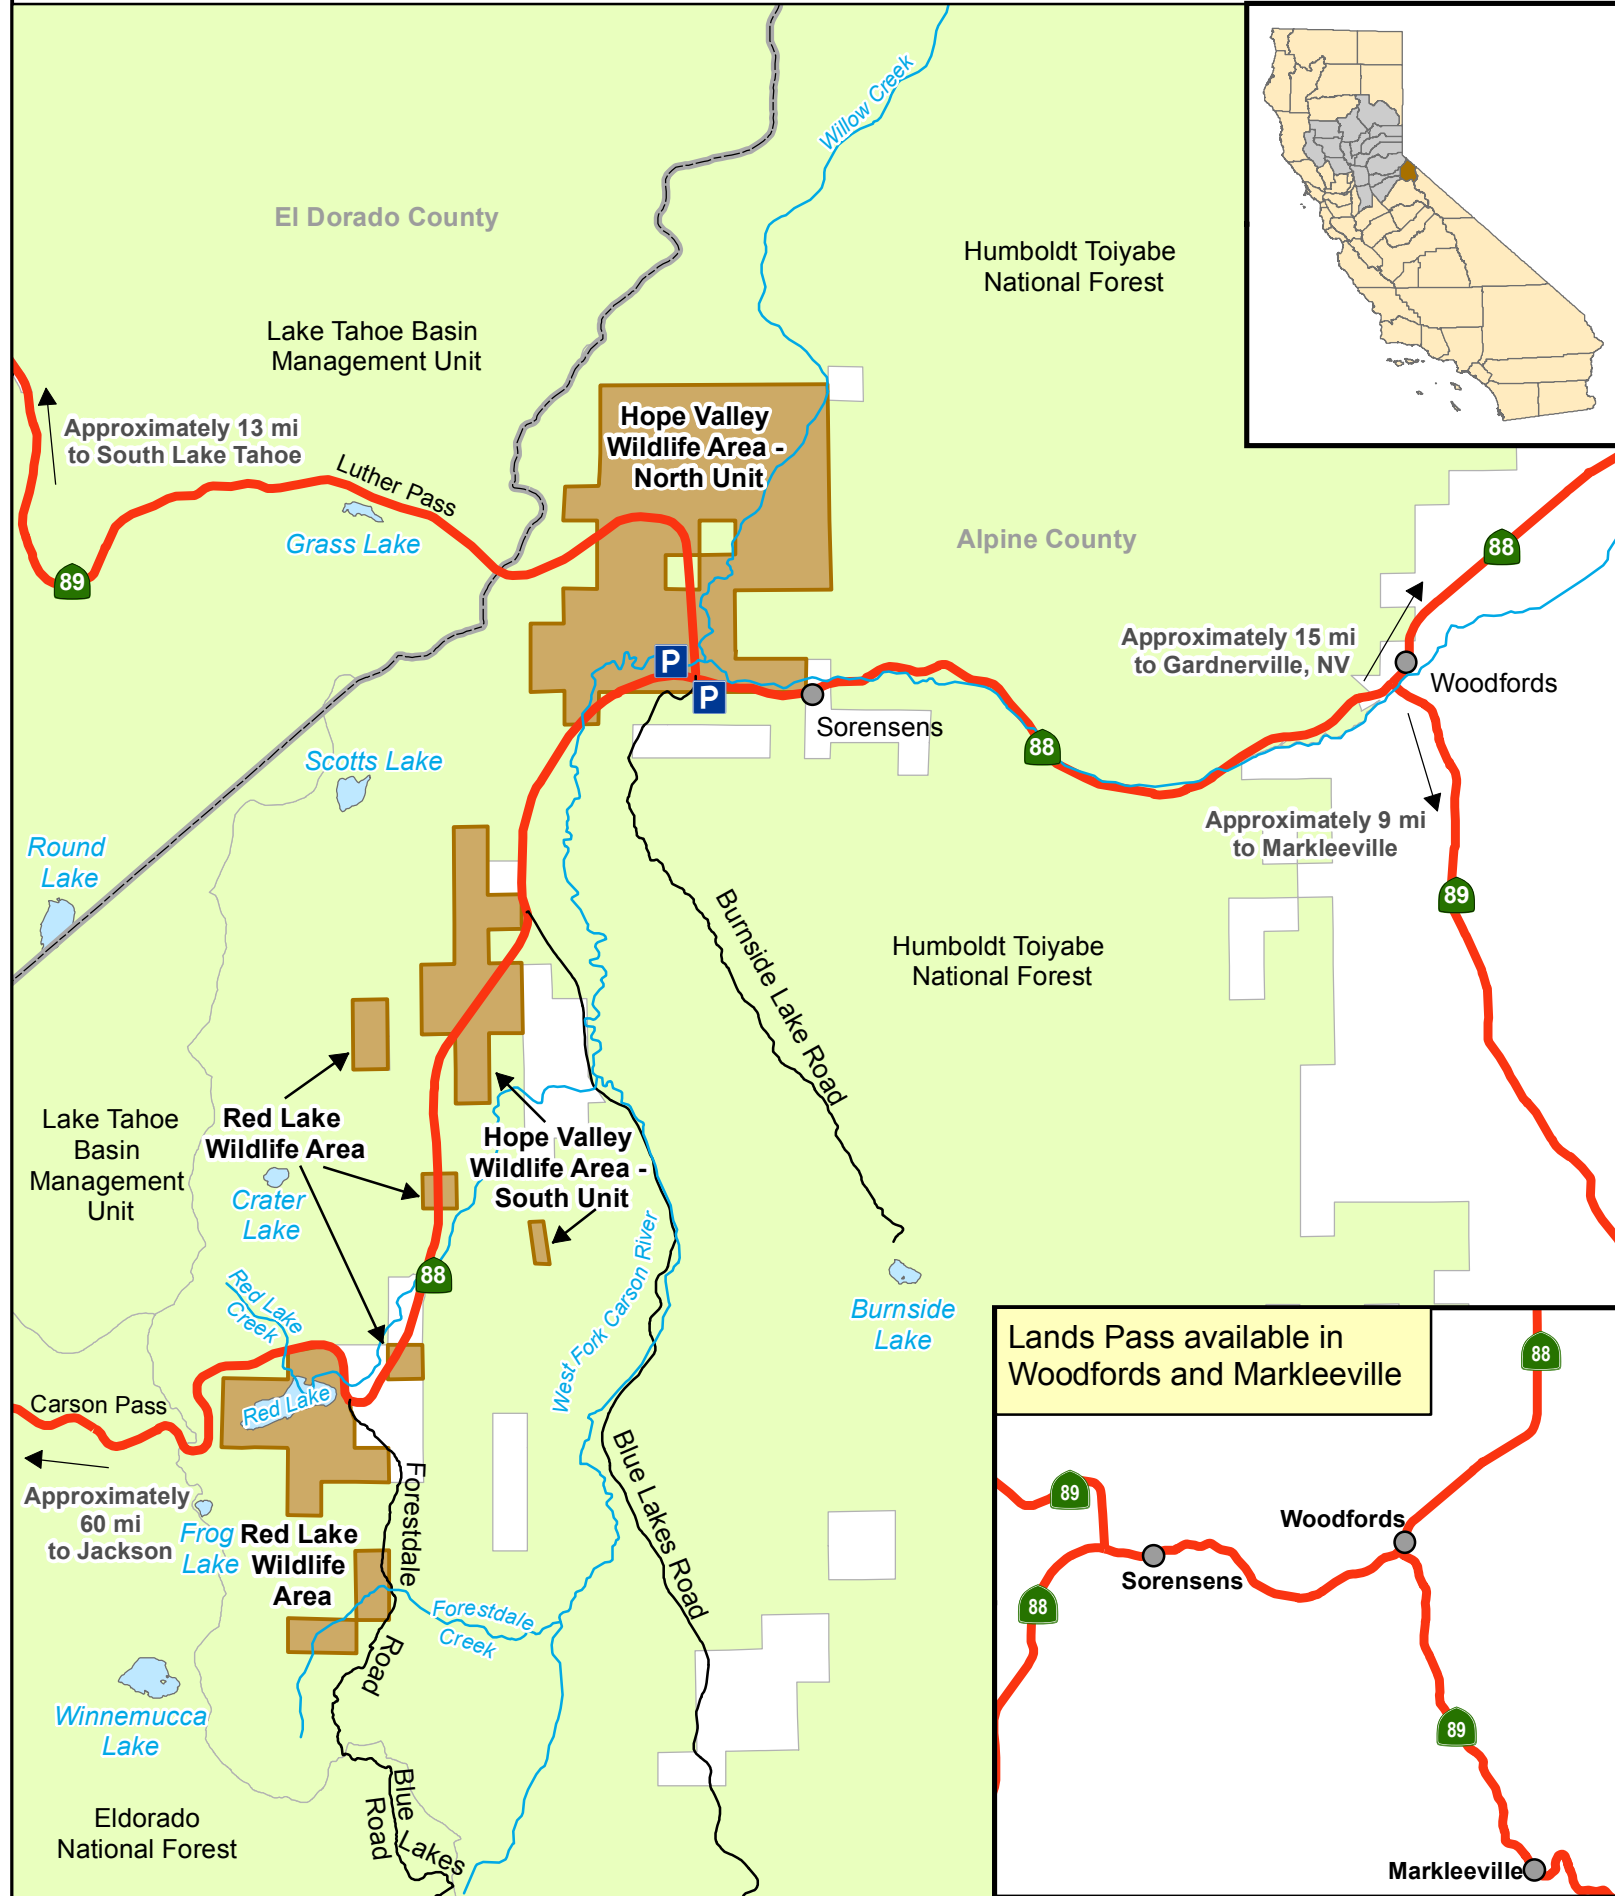 Willow Creek
El Dorado County
Humboldt Toiyabe
National Forest
Lake Tahoe Basin
Management Unit
Approximately 13 mi
to South Lake Tahoe
Luther Pass
Grass Lake
89
Hope Valley
Wildlife Area -
North Unit
Alpine County
88
Approximately 15 mi
to Gardnerville, NV
Woodfords
P
P
Sorensens
88
Scotts Lake
Approximately 9 mi
to Markleeville
Round
Lake
89
Burnside Lake Road
Humboldt Toiyabe
National Forest
Lake Tahoe
Basin
Management
Unit
Red Lake
Wildlife Area
Hope Valley
Wildlife Area -
South Unit
Crater
Lake
88
Red Lake
Creek
West Fork Carson River
Burnside
Lake
Carson Pass
Red Lake
Approximately
60 mi
to Jackson
Frog
Lake
Red Lake
Wildlife
Area
Forestdale
Road
Blue Lakes Road
Forestdale
Creek
Winnemucca
Lake
Eldorado
National Forest
Blue
Lakes
Road
Lands Pass available in
Woodfords and Markleeville
88
89
Woodfords
Sorensens
88
89
Markleeville